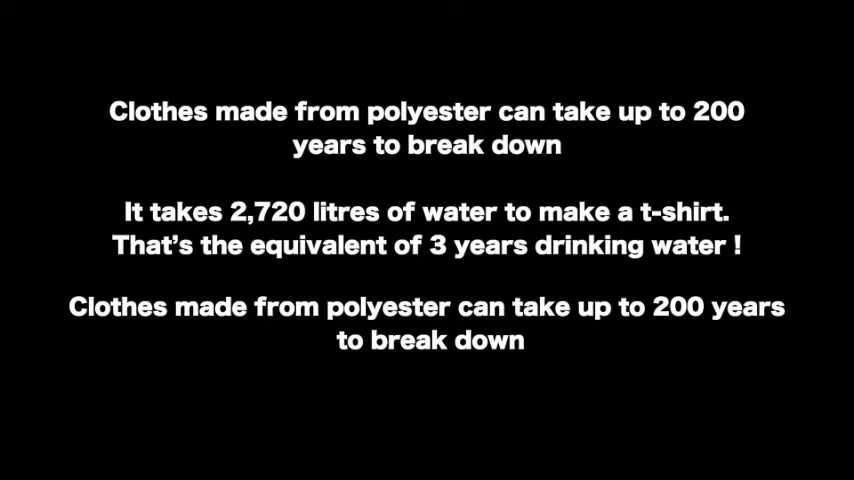 Clothes made from polyester can take up to 200
years to break down
It takes 2,720 litres of water to make a t-shirt.
That’s the equivalent of 3 years drinking water !
Clothes made from polyester can take up to 200 years
to break down